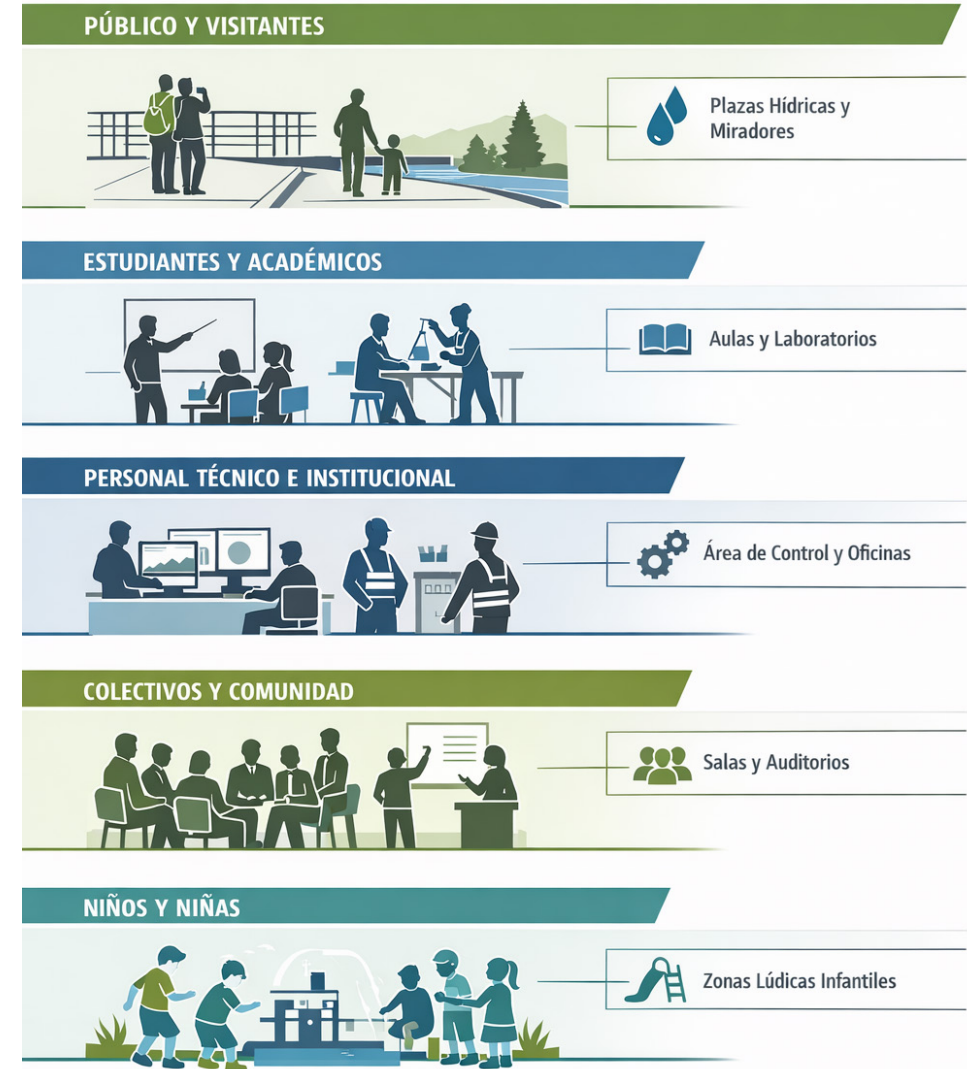 PÚBLICO Y VISITANTES
Plazas Hídricas y
Miradores
ESTUDIANTES Y ACADÉMICOS
Aulas y Laboratorios
PERSONAL TÉCNICO E INSTITUCIONAL
Área de Control y Oficinas
COLECTIVOS Y COMUNIDAD
Salas y Auditorios
NIÑOS Y NIÑAS
Zonas Lúdicas Infantiles